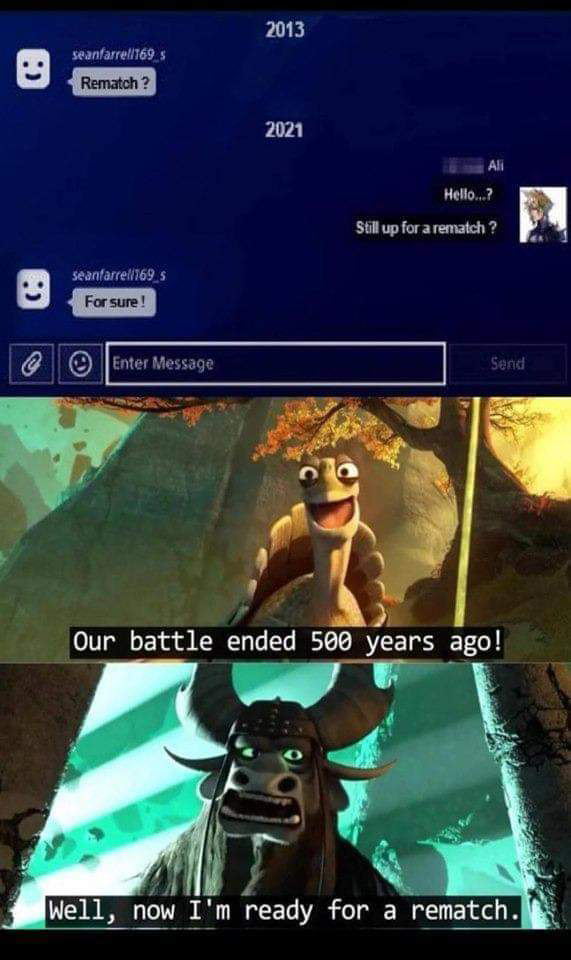 2013
seanfarrell169_s
Rematch ?
2021
Ali
Hello...?
Still up for a rematch ?
seanfarrell169_s
For sure !
Enter Message
Send
Our battle ended 500 years ago!
Well, now I'm ready for a rematch.